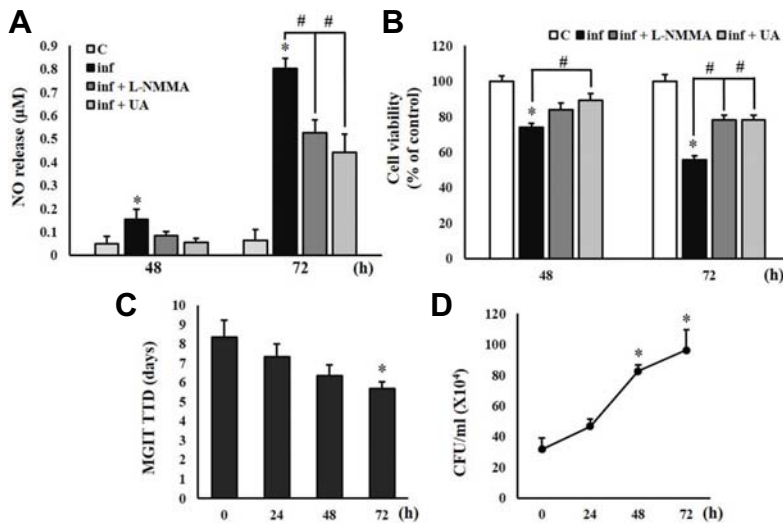 A
NO release (μM)
0.9
0.8
0.7
0.6
0.5
0.4
0.3
0.2
0.1
0
C
inf
inf + L-NMMA
inf + UA
*
*
# #
48 72 (h)
B
C inf inf + L-NMMA inf + UA
Cell viability
(% of control)
120
100
80
60
40
20
0
#
*
# #
*
48 72 (h)
C
MGIT TTD (days)
10
9
8
7
6
5
4
3
2
1
0
*
0 24 48 72 (h)
D
CFU/ml (X10⁴)
120
100
80
60
40
20
0
* *
0 24 48 72 (h)